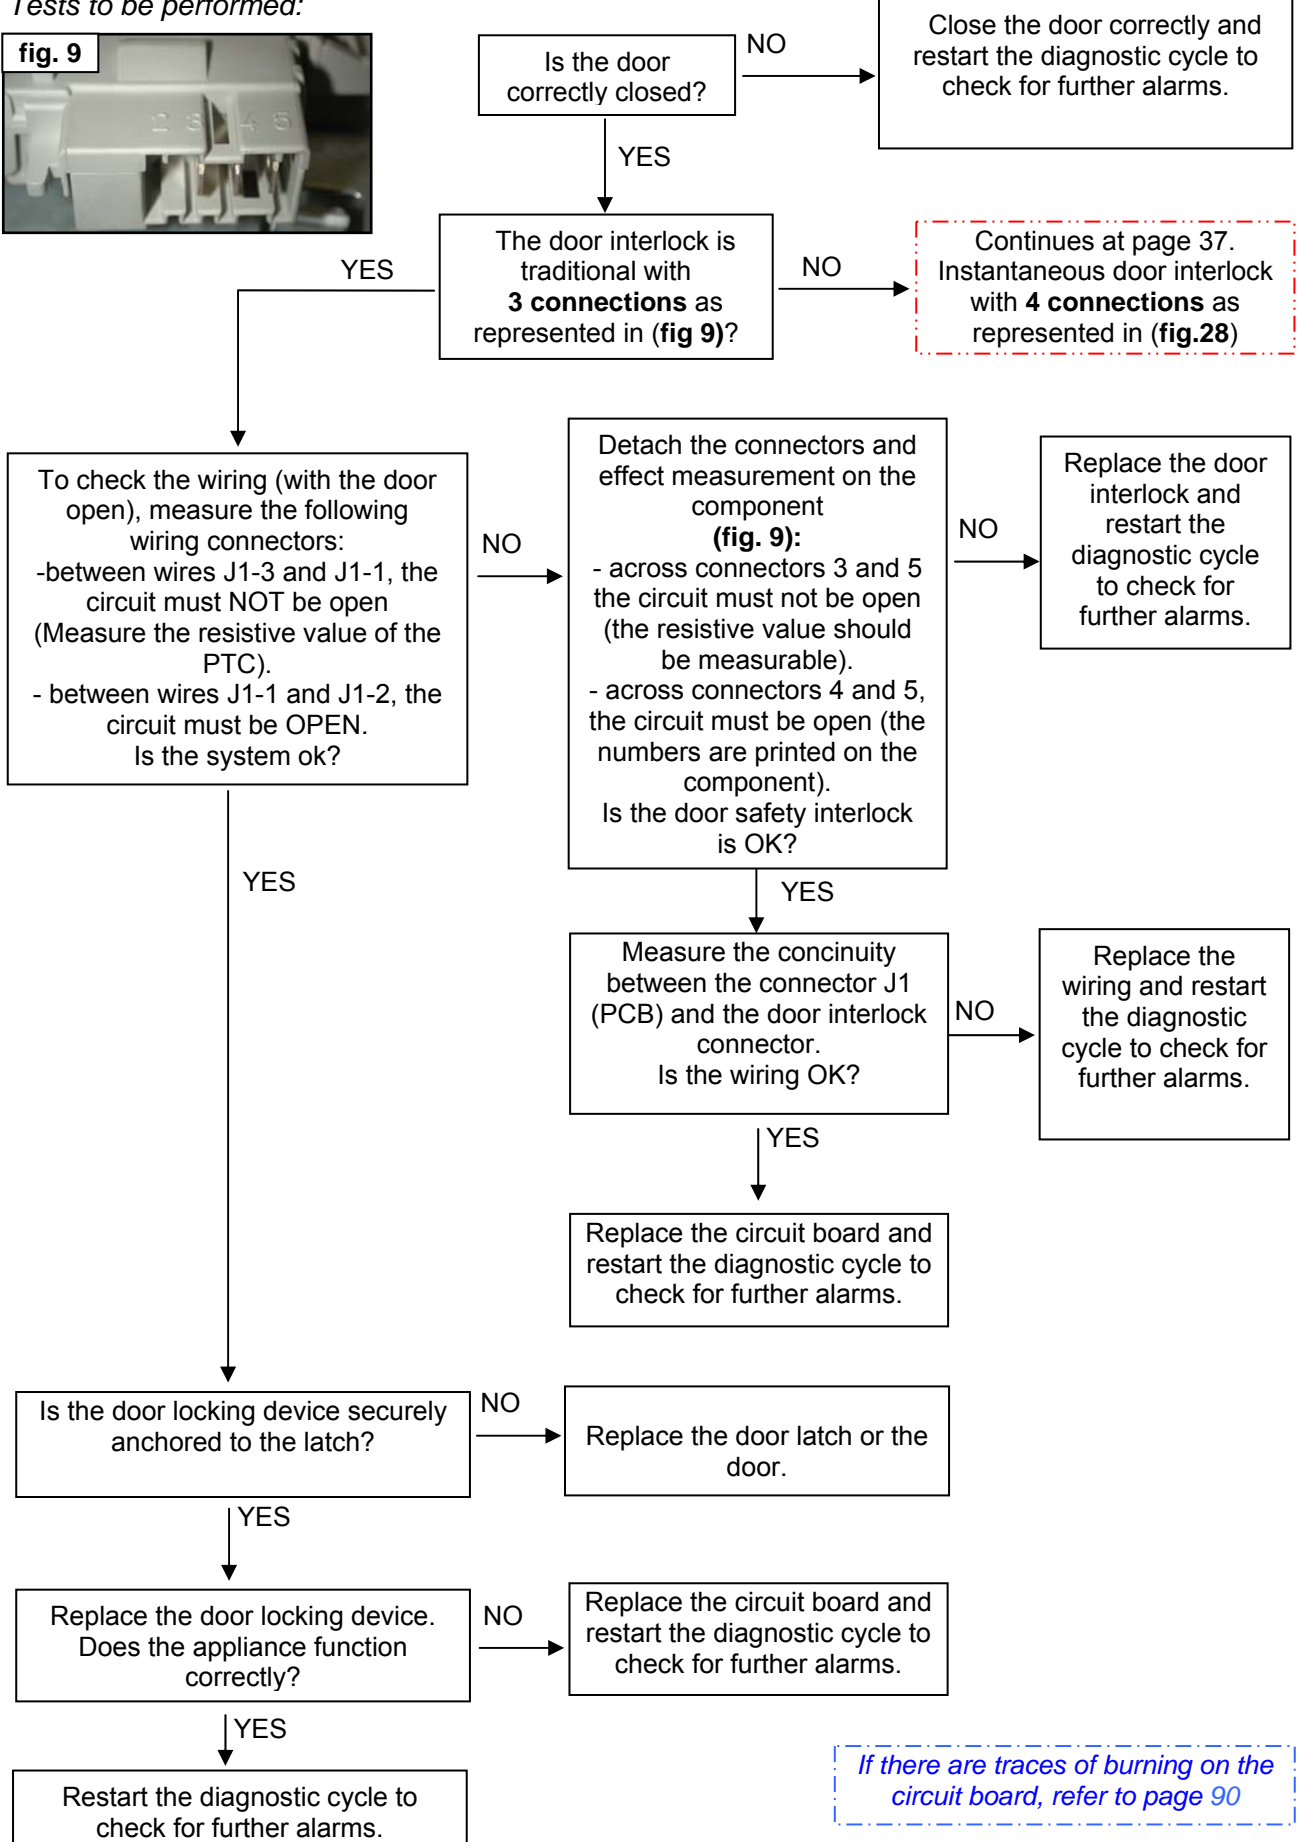 Tests to be performed:
fig. 9
2 3 4 5
Is the door
correctly closed?
NO
Close the door correctly and
restart the diagnostic cycle to
check for further alarms.
YES
The door interlock is
traditional with
3 connections as
represented in (fig 9)?
YES
NO
Continues at page 37.
Instantaneous door interlock
with 4 connections as
represented in (fig.28)
To check the wiring (with the door
open), measure the following
wiring connectors:
-between wires J1-3 and J1-1, the
circuit must NOT be open
(Measure the resistive value of the
PTC).
- between wires J1-1 and J1-2, the
circuit must be OPEN.
Is the system ok?
NO
Detach the connectors and
effect measurement on the
component
(fig. 9):
- across connectors 3 and 5
the circuit must not be open
(the resistive value should
be measurable).
- across connectors 4 and 5,
the circuit must be open (the
numbers are printed on the
component).
Is the door safety interlock
is OK?
NO
Replace the door
interlock and
restart the
diagnostic cycle
to check for
further alarms.
YES
YES
Measure the concinuity
between the connector J1
(PCB) and the door interlock
connector.
Is the wiring OK?
NO
Replace the
wiring and restart
the diagnostic
cycle to check for
further alarms.
YES
Replace the circuit board and
restart the diagnostic cycle to
check for further alarms.
Is the door locking device securely
anchored to the latch?
NO
Replace the door latch or the
door.
YES
Replace the door locking device.
Does the appliance function
correctly?
NO
Replace the circuit board and
restart the diagnostic cycle to
check for further alarms.
YES
Restart the diagnostic cycle to
check for further alarms.
If there are traces of burning on the
circuit board, refer to page 90